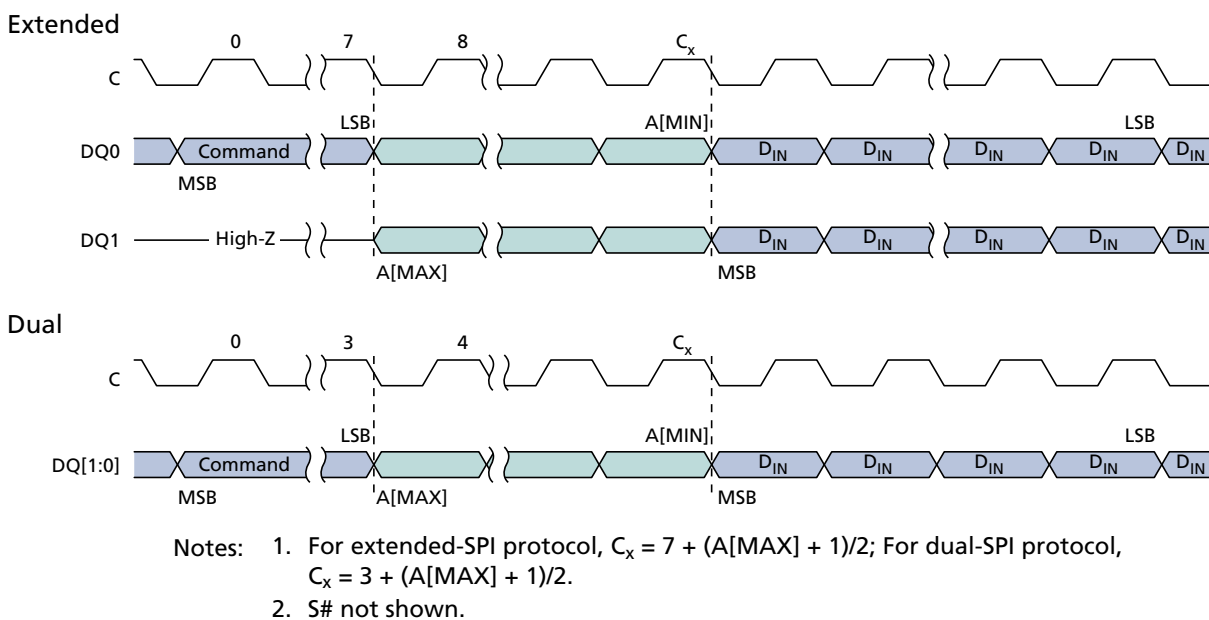 Extended
0 7 8 Cx
C
LSB A[MIN] LSB
DQ0 Command DIN DIN DIN DIN DIN
MSB
DQ1 High-Z DIN DIN DIN DIN DIN
A[MAX] MSB
Dual
0 3 4 Cx
C
LSB A[MIN] LSB
DQ[1:0] Command DIN DIN DIN DIN DIN
MSB A[MAX] MSB
Notes: 1. For extended-SPI protocol, Cx = 7 + (A[MAX] + 1)/2; For dual-SPI protocol,
Cx = 3 + (A[MAX] + 1)/2.
2. S# not shown.